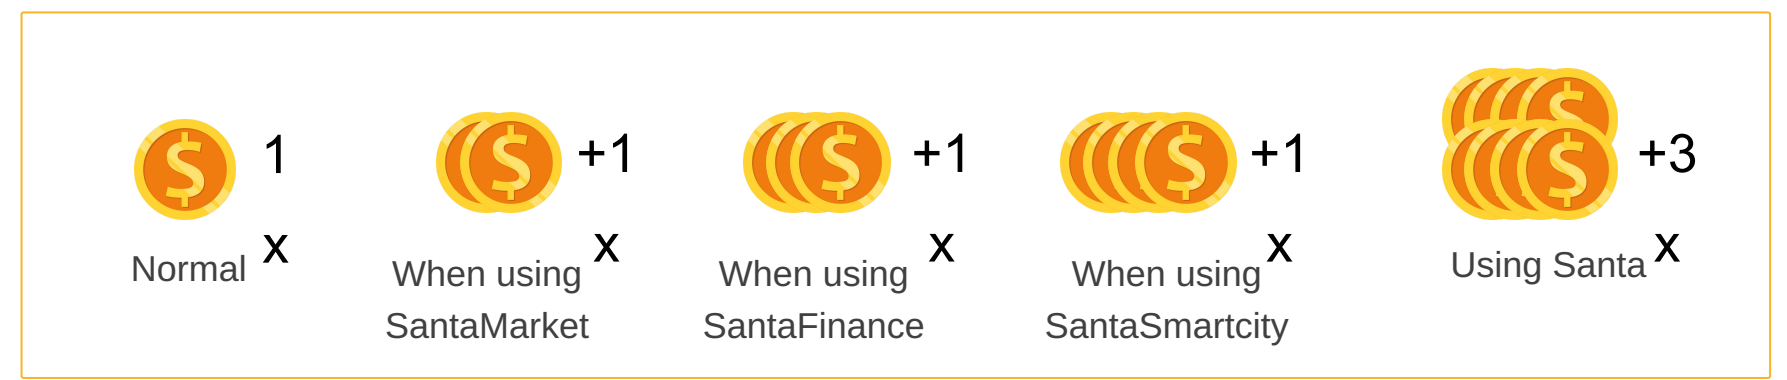 1
x
Normal
+1
x
When using
SantaMarket
+1
x
When using
SantaFinance
+1
x
When using
SantaSmartcity
+3
x
Using Santa